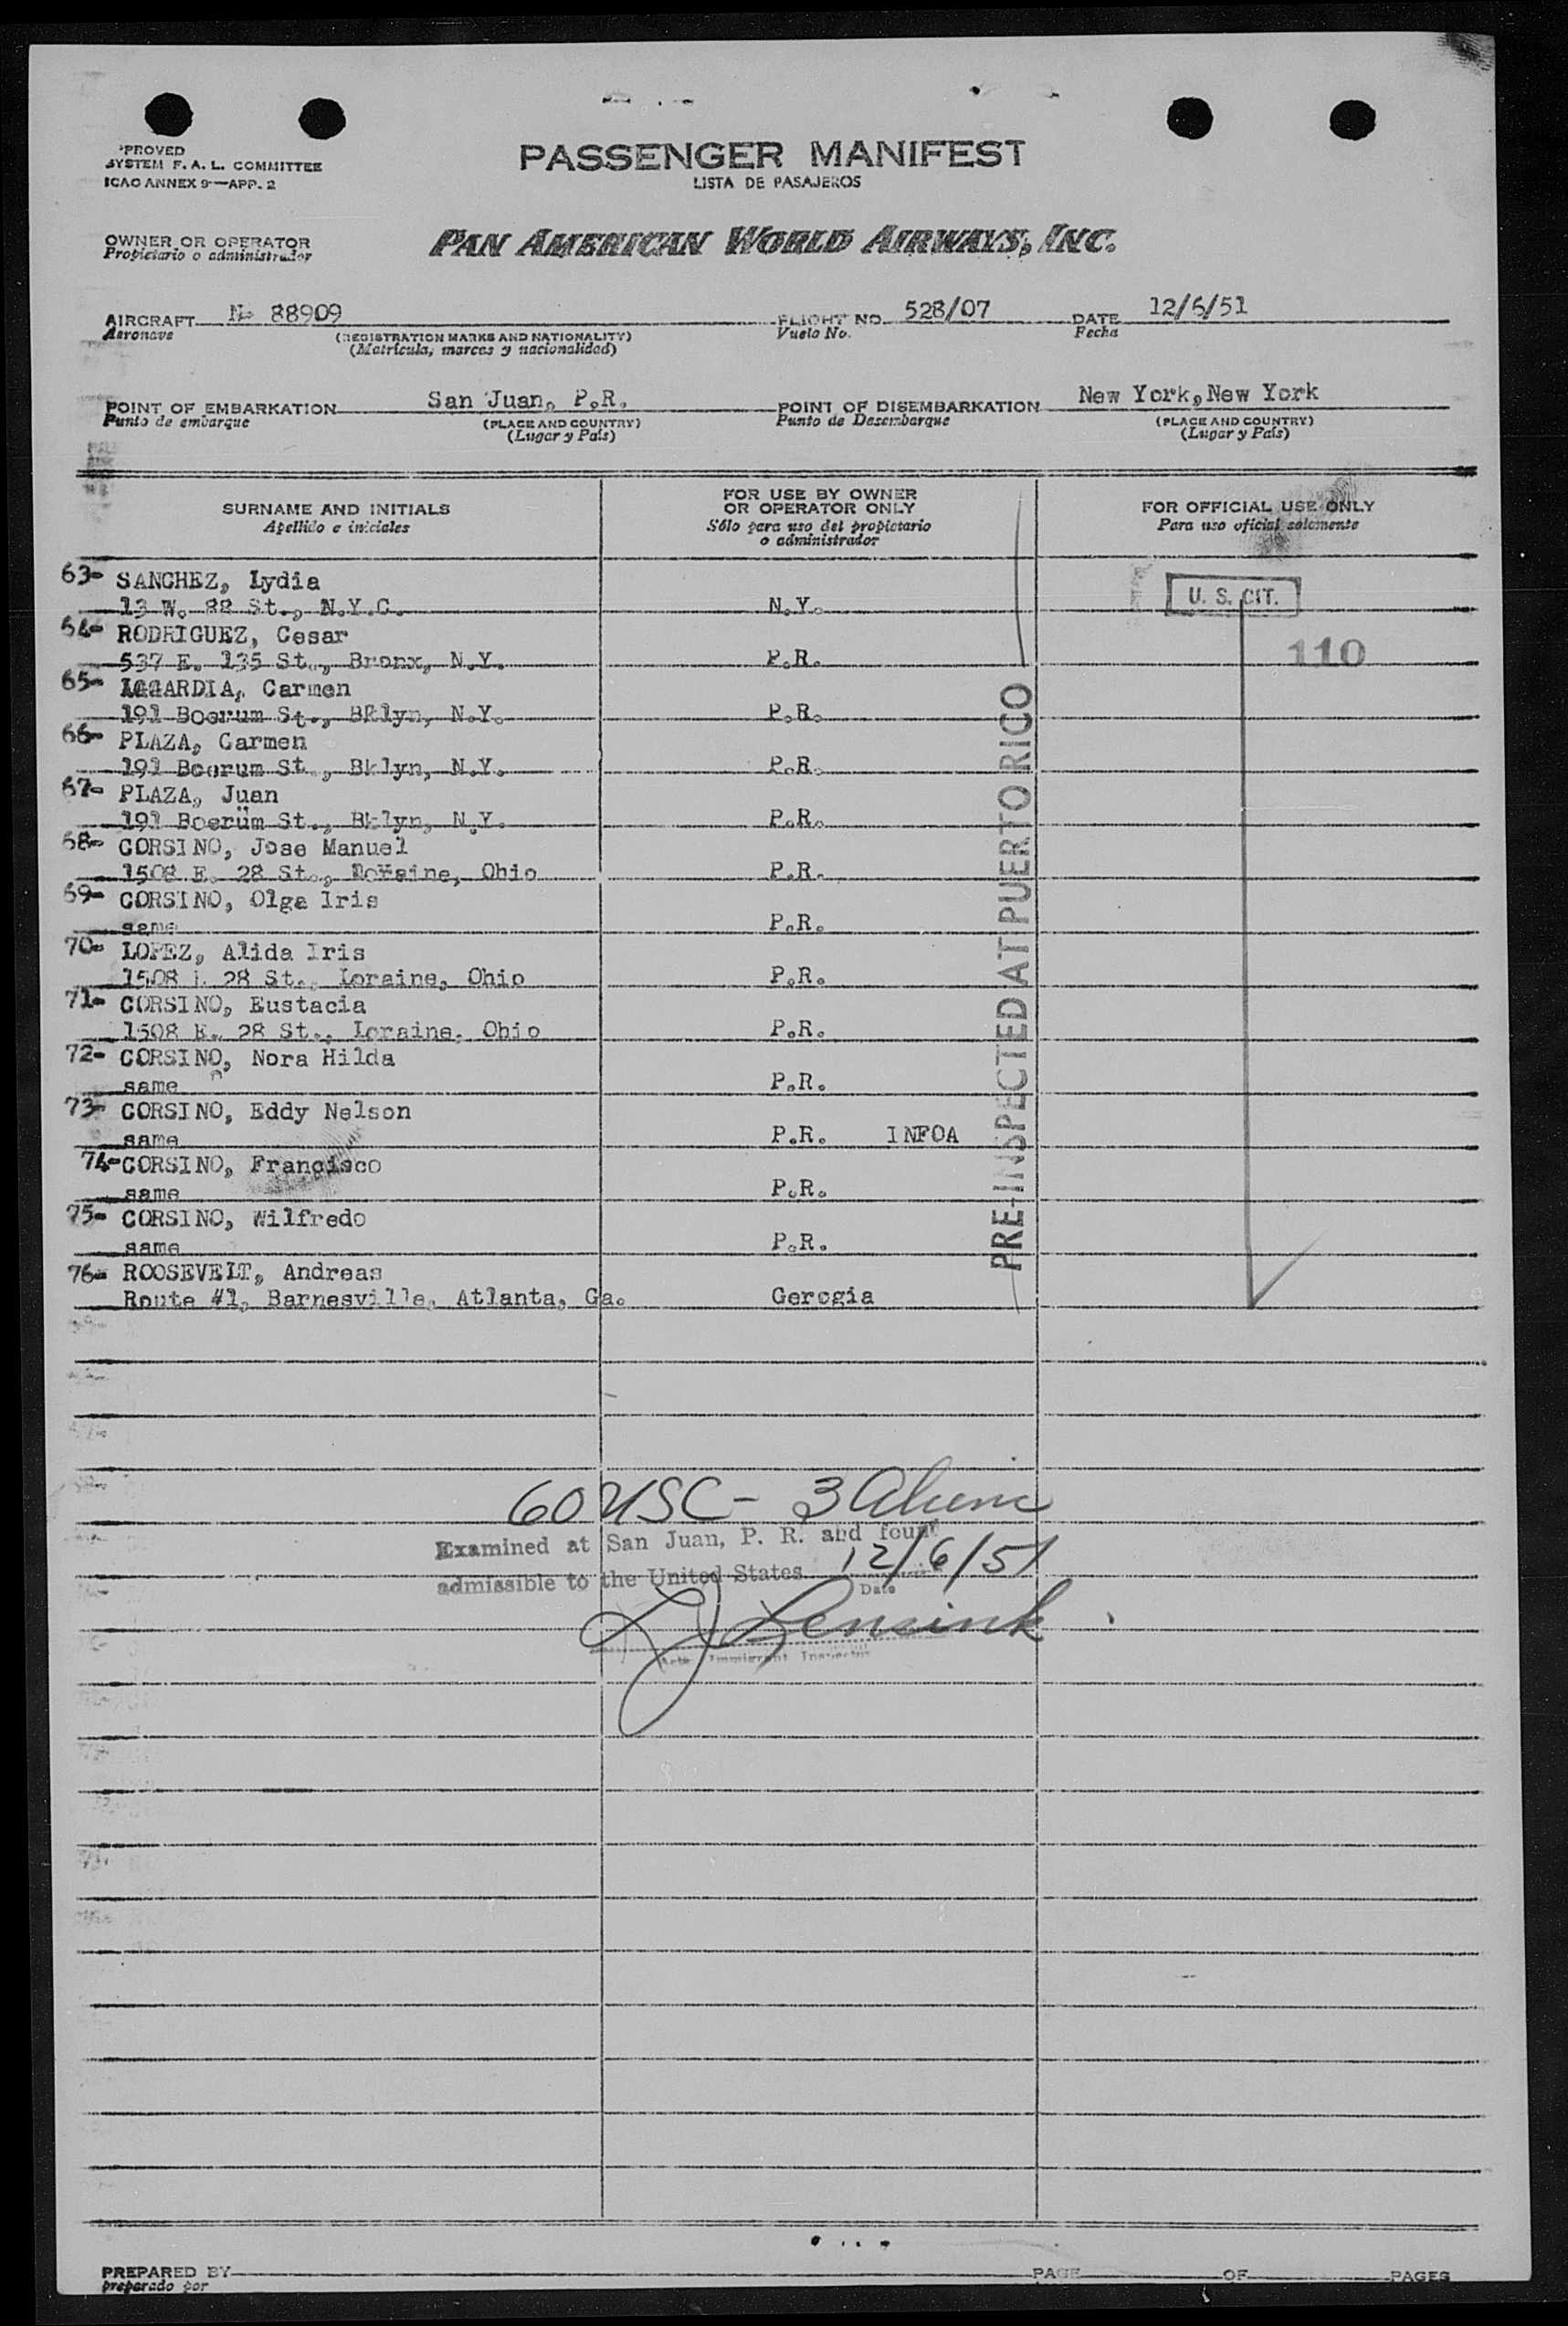 PROVED
SYSTEM F. A. L. COMMITTEE
ICAO ANNEX 9—APP. 2
PASSENGER MANIFEST
LISTA DE PASAJEROS
OWNER OR OPERATOR
Propietario o administrador
PAN AMERICAN WORLD AIRWAYS, INC.
AIRCRAFT N- 88909 FLIGHT NO. 528/07 DATE 12/6/51
Aeronave (REGISTRATION MARKS AND NATIONALITY) Vuelo No. Fecha
(Matrícula, marcas y nacionalidad)
POINT OF EMBARKATION San Juan, P.R. POINT OF DISEMBARKATION New York, New York
Punto de embarque (PLACE AND COUNTRY) Punto de Desembarque (PLACE AND COUNTRY)
(Lugar y País) (Lugar y País)
SURNAME AND INITIALS FOR USE BY OWNER OR OPERATOR ONLY FOR OFFICIAL USE ONLY
Apellido e iniciales Sólo para uso del propietario o administrador Para uso oficial solamente
63- SANCHEZ, Lydia
13 W. 88 St., N.Y.C. N.Y. U. S. CIT.
64- RODRIGUEZ, Cesar
537 E. 135 St., Bronx, N.Y. P.R. 110
65- ARDIA, Carmen
191 Boerum St., BRlyn, N.Y. P.R.
66- PLAZA, Carmen
191 Boerum St., Bklyn, N.Y. P.R.
67- PLAZA, Juan
191 Boerum St., Bklyn, N.Y. P.R.
68- CORSINO, Jose Manuel
1508 E. 28 St., Ohio P.R.
69- CORSINO, Olga Iris
same P.R.
70- LOPEZ, Alida Iris
1508 E. 28 St., Loraine, Ohio P.R.
71- CORSINO, Eustacia
1508 E. 28 St., Loraine, Ohio P.R.
72- CORSINO, Nora Hilda
same P.R.
73- CORSINO, Eddy Nelson
same P.R. INFOA
74- CORSINO, Francisco
same P.R.
75- CORSINO, Wilfredo
same P.R.
76- ROOSEVELT, Andreas
Route #1, Barnesville, Atlanta, Ga. Gerogia
PRE-INSPECTED AT PUERTO RICO
60 USC - 3 Aliens
Examined at San Juan, P. R. and found
admissible to the United States 12/6/51
Date
L J Lensink
Immigrant Inspector
PREPARED BY PAGE OF PAGES
preparado por